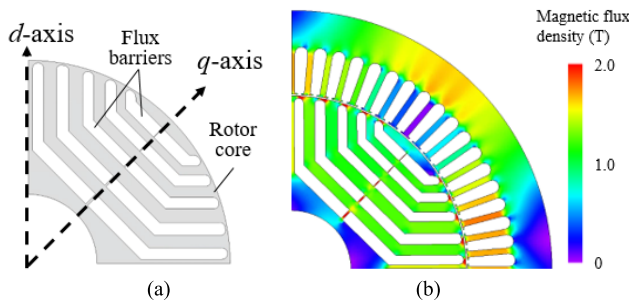 d-axis
Flux
barriers
q-axis
Rotor
core
(a)
Magnetic flux
density (T)
2.0
1.0
0
(b)